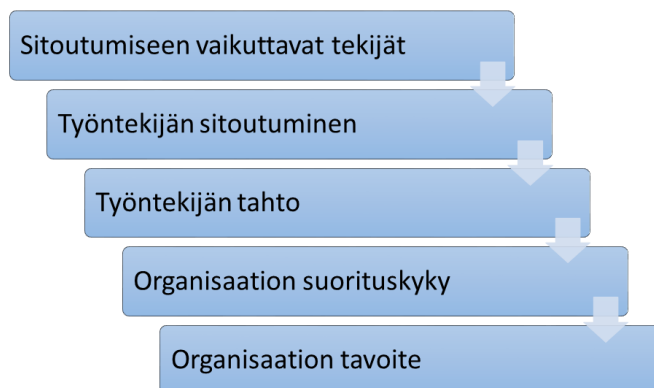 Sitoutumiseen vaikuttavat tekijät
Työntekijän sitoutuminen
Työntekijän tahto
Organisaation suorituskyky
Organisaation tavoite